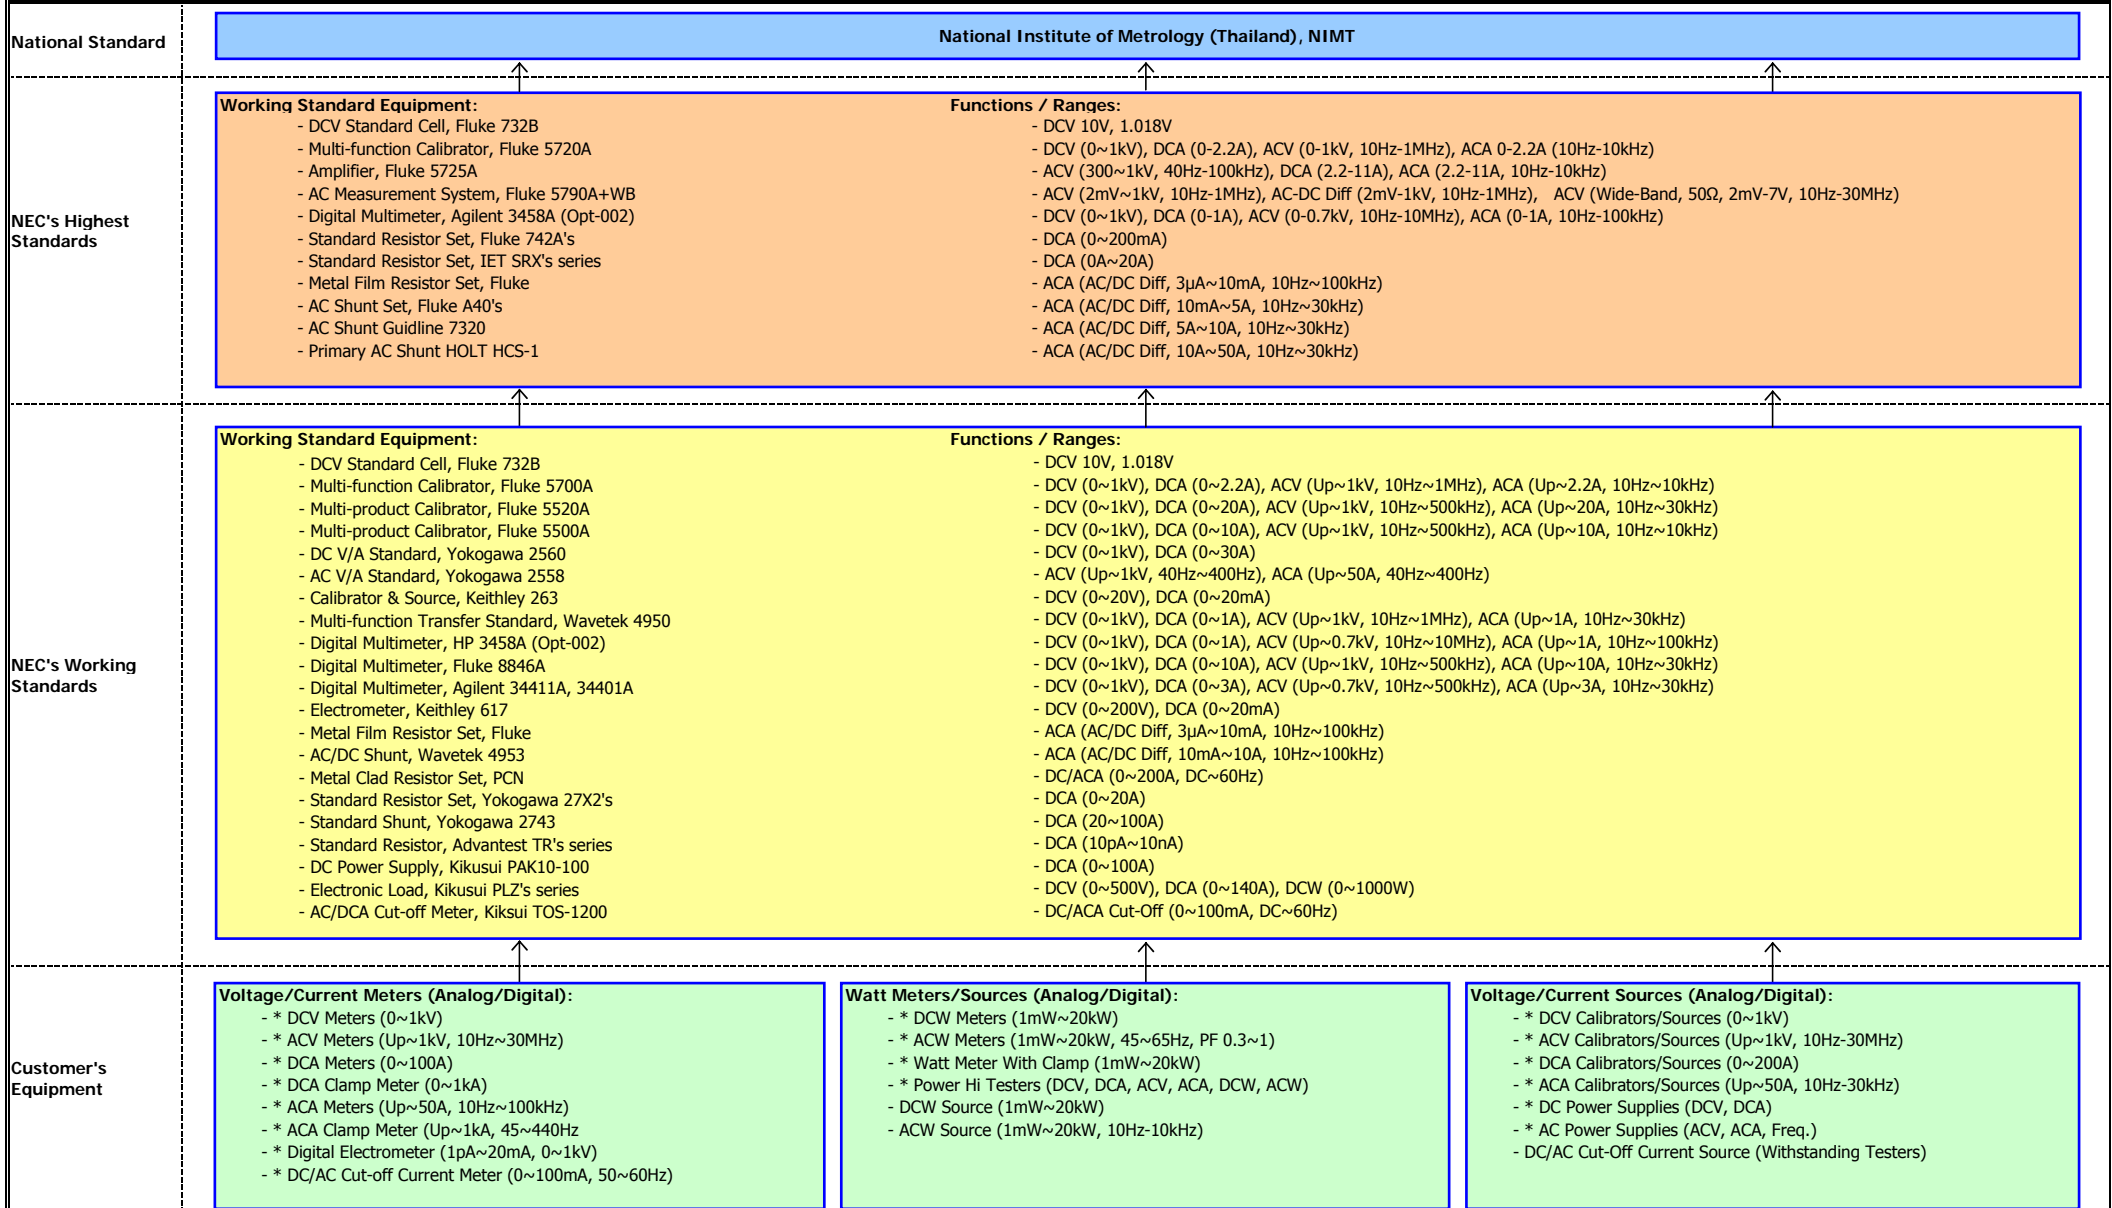 National Standard
National Institute of Metrology (Thailand), NIMT
NEC's Highest
Standards
Working Standard Equipment:
Functions / Ranges:
- DCV Standard Cell, Fluke 732B
- DCV 10V, 1.018V
- Multi-function Calibrator, Fluke 5720A
- DCV (0~1kV), DCA (0-2.2A), ACV (0-1kV, 10Hz-1MHz), ACA 0-2.2A (10Hz-10kHz)
- Amplifier, Fluke 5725A
- ACV (300~1kV, 40Hz-100kHz), DCA (2.2-11A), ACA (2.2-11A, 10Hz-10kHz)
- AC Measurement System, Fluke 5790A+WB
- ACV (2mV~1kV, 10Hz-1MHz), AC-DC Diff (2mV-1kV, 10Hz-1MHz), ACV (Wide-Band, 50Ω, 2mV-7V, 10Hz-30MHz)
- Digital Multimeter, Agilent 3458A (Opt-002)
- DCV (0~1kV), DCA (0-1A), ACV (0-0.7kV, 10Hz-10MHz), ACA (0-1A, 10Hz-100kHz)
- Standard Resistor Set, Fluke 742A's
- DCA (0~200mA)
- Standard Resistor Set, IET SRX's series
- DCA (0A~20A)
- Metal Film Resistor Set, Fluke
- ACA (AC/DC Diff, 3µA~10mA, 10Hz~100kHz)
- AC Shunt Set, Fluke A40's
- ACA (AC/DC Diff, 10mA~5A, 10Hz~30kHz)
- AC Shunt Guidline 7320
- ACA (AC/DC Diff, 5A~10A, 10Hz~30kHz)
- Primary AC Shunt HOLT HCS-1
- ACA (AC/DC Diff, 10A~50A, 10Hz~30kHz)
NEC's Working
Standards
Working Standard Equipment:
Functions / Ranges:
- DCV Standard Cell, Fluke 732B
- DCV 10V, 1.018V
- Multi-function Calibrator, Fluke 5700A
- DCV (0~1kV), DCA (0~2.2A), ACV (Up~1kV, 10Hz~1MHz), ACA (Up~2.2A, 10Hz~10kHz)
- Multi-product Calibrator, Fluke 5520A
- DCV (0~1kV), DCA (0~20A), ACV (Up~1kV, 10Hz~500kHz), ACA (Up~20A, 10Hz~30kHz)
- Multi-product Calibrator, Fluke 5500A
- DCV (0~1kV), DCA (0~10A), ACV (Up~1kV, 10Hz~500kHz), ACA (Up~10A, 10Hz~10kHz)
- DC V/A Standard, Yokogawa 2560
- DCV (0~1kV), DCA (0~30A)
- AC V/A Standard, Yokogawa 2558
- ACV (Up~1kV, 40Hz~400Hz), ACA (Up~50A, 40Hz~400Hz)
- Calibrator & Source, Keithley 263
- DCV (0~20V), DCA (0~20mA)
- Multi-function Transfer Standard, Wavetek 4950
- DCV (0~1kV), DCA (0~1A), ACV (Up~1kV, 10Hz~1MHz), ACA (Up~1A, 10Hz~30kHz)
- Digital Multimeter, HP 3458A (Opt-002)
- DCV (0~1kV), DCA (0~1A), ACV (Up~0.7kV, 10Hz~10MHz), ACA (Up~1A, 10Hz~100kHz)
- Digital Multimeter, Fluke 8846A
- DCV (0~1kV), DCA (0~10A), ACV (Up~1kV, 10Hz~500kHz), ACA (Up~10A, 10Hz~30kHz)
- Digital Multimeter, Agilent 34411A, 34401A
- DCV (0~1kV), DCA (0~3A), ACV (Up~0.7kV, 10Hz~500kHz), ACA (Up~3A, 10Hz~30kHz)
- Electrometer, Keithley 617
- DCV (0~200V), DCA (0~20mA)
- Metal Film Resistor Set, Fluke
- ACA (AC/DC Diff, 3µA~10mA, 10Hz~100kHz)
- AC/DC Shunt, Wavetek 4953
- ACA (AC/DC Diff, 10mA~10A, 10Hz~100kHz)
- Metal Clad Resistor Set, PCN
- DC/ACA (0~200A, DC~60Hz)
- Standard Resistor Set, Yokogawa 27X2's
- DCA (0~20A)
- Standard Shunt, Yokogawa 2743
- DCA (20~100A)
- Standard Resistor, Advantest TR's series
- DCA (10pA~10nA)
- DC Power Supply, Kikusui PAK10-100
- DCA (0~100A)
- Electronic Load, Kikusui PLZ's series
- DCV (0~500V), DCA (0~140A), DCW (0~1000W)
- AC/DCA Cut-off Meter, Kiksui TOS-1200
- DC/ACA Cut-Off (0~100mA, DC~60Hz)
Customer's
Equipment
Voltage/Current Meters (Analog/Digital):
- * DCV Meters (0~1kV)
- * ACV Meters (Up~1kV, 10Hz~30MHz)
- * DCA Meters (0~100A)
- * DCA Clamp Meter (0~1kA)
- * ACA Meters (Up~50A, 10Hz~100kHz)
- * ACA Clamp Meter (Up~1kA, 45~440Hz
- * Digital Electrometer (1pA~20mA, 0~1kV)
- * DC/AC Cut-off Current Meter (0~100mA, 50~60Hz)
Watt Meters/Sources (Analog/Digital):
- * DCW Meters (1mW~20kW)
- * ACW Meters (1mW~20kW, 45~65Hz, PF 0.3~1)
- * Watt Meter With Clamp (1mW~20kW)
- * Power Hi Testers (DCV, DCA, ACV, ACA, DCW, ACW)
- DCW Source (1mW~20kW)
- ACW Source (1mW~20kW, 10Hz-10kHz)
Voltage/Current Sources (Analog/Digital):
- * DCV Calibrators/Sources (0~1kV)
- * ACV Calibrators/Sources (Up~1kV, 10Hz-30MHz)
- * DCA Calibrators/Sources (0~200A)
- * ACA Calibrators/Sources (Up~50A, 10Hz-30kHz)
- * DC Power Supplies (DCV, DCA)
- * AC Power Supplies (ACV, ACA, Freq.)
- DC/AC Cut-Off Current Source (Withstanding Testers)